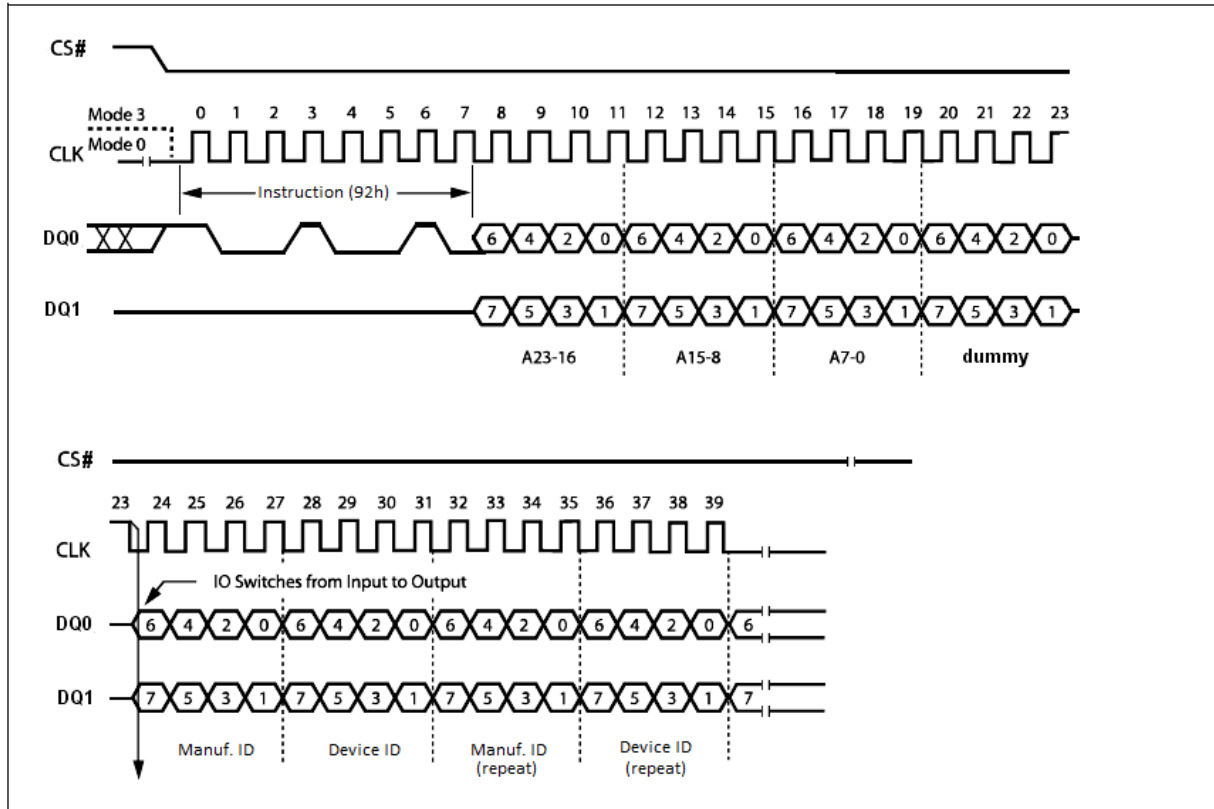 CS#
Mode 3
0 1 2 3 4 5 6 7 8 9 10 11 12 13 14 15 16 17 18 19 20 21 22 23
Mode 0
CLK
Instruction (92h)
DQ0 6 4 2 0 6 4 2 0 6 4 2 0 6 4 2 0
DQ1 7 5 3 1 7 5 3 1 7 5 3 1 7 5 3 1
A23-16 A15-8 A7-0 dummy
CS#
23 24 25 26 27 28 29 30 31 32 33 34 35 36 37 38 39
CLK
IO Switches from Input to Output
DQ0 6 4 2 0 6 4 2 0 6 4 2 0 6 4 2 0 6
DQ1 7 5 3 1 7 5 3 1 7 5 3 1 7 5 3 1 7
Manuf. ID Device ID Manuf. ID Device ID
(repeat) (repeat)